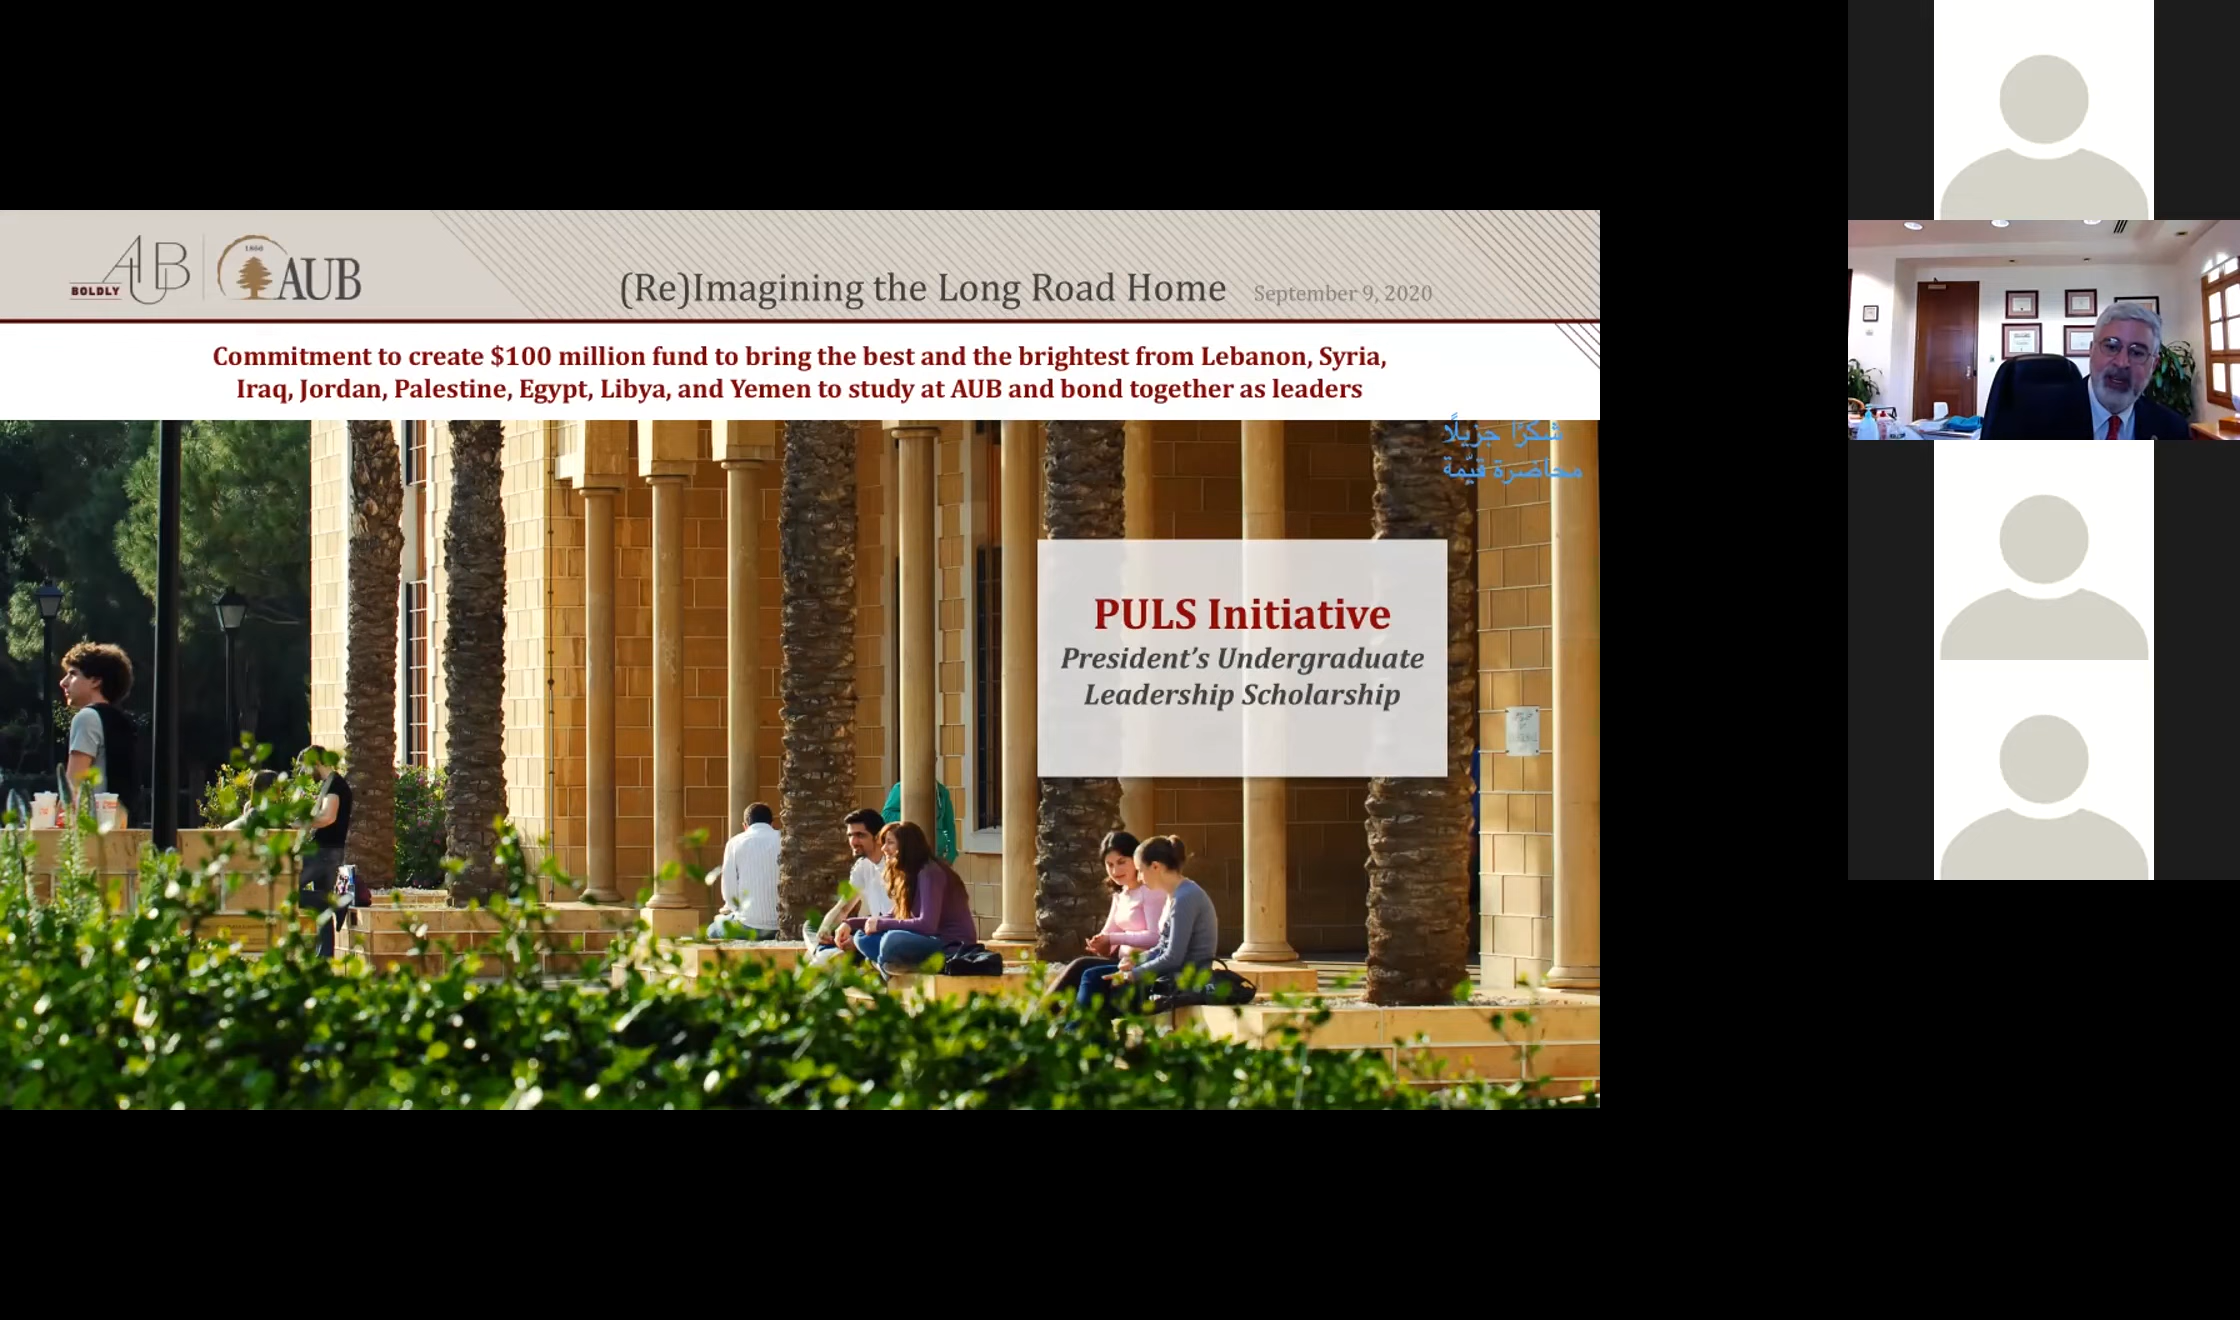 BOLDLY AUB
1866
AUB
(Re)Imagining the Long Road Home September 9, 2020
Commitment to create $100 million fund to bring the best and the brightest from Lebanon, Syria,
Iraq, Jordan, Palestine, Egypt, Libya, and Yemen to study at AUB and bond together as leaders
شكرًا جزيلًا
محاضرة قيّمة
PULS Initiative
President's Undergraduate
Leadership Scholarship